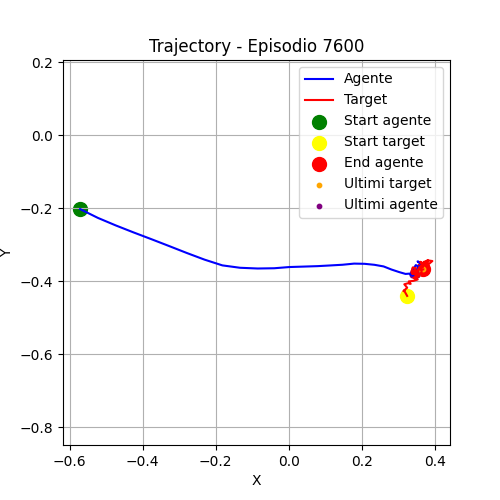 Trajectory - Episodio 7600
Agente
Target
Start agente
Start target
End agente
Ultimi target
Ultimi agente
0.2
0.0
−0.2
−0.4
−0.6
−0.8
Y
−0.6
−0.4
−0.2
0.0
0.2
0.4
X